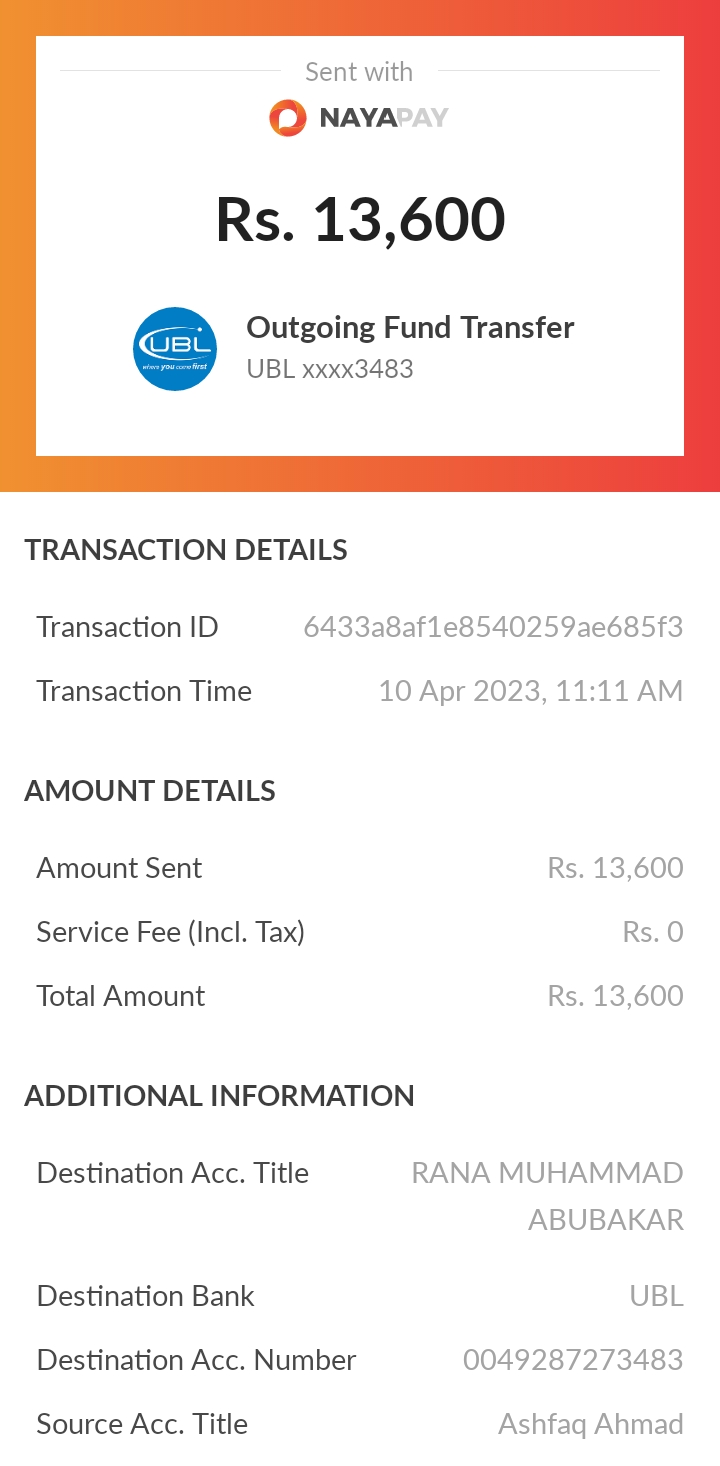 Sent with
NAYAPAY
Rs. 13,600
UBL
where you come first
Outgoing Fund Transfer
UBL xxxx3483
TRANSACTION DETAILS
Transaction ID 6433a8af1e8540259ae685f3
Transaction Time 10 Apr 2023, 11:11 AM
AMOUNT DETAILS
Amount Sent Rs. 13,600
Service Fee (Incl. Tax) Rs. 0
Total Amount Rs. 13,600
ADDITIONAL INFORMATION
Destination Acc. Title RANA MUHAMMAD
ABUBAKAR
Destination Bank UBL
Destination Acc. Number 0049287273483
Source Acc. Title Ashfaq Ahmad